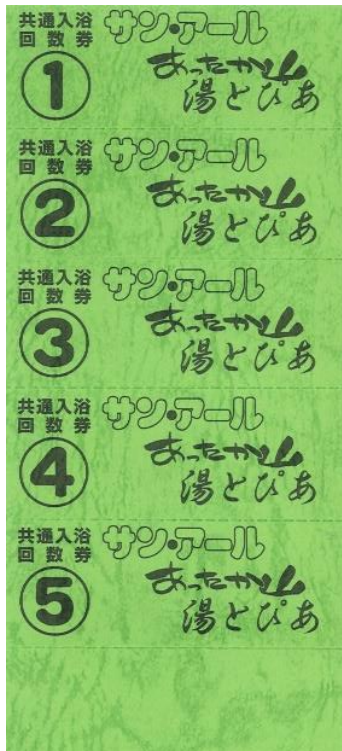 共通入浴 サン・アール
回数券
① あったか山
湯とぴあ
共通入浴 サン・アール
回数券
② あったか山
湯とぴあ
共通入浴 サン・アール
回数券
③ あったか山
湯とぴあ
共通入浴 サン・アール
回数券
④ あったか山
湯とぴあ
共通入浴 サン・アール
回数券
⑤ あったか山
湯とぴあ